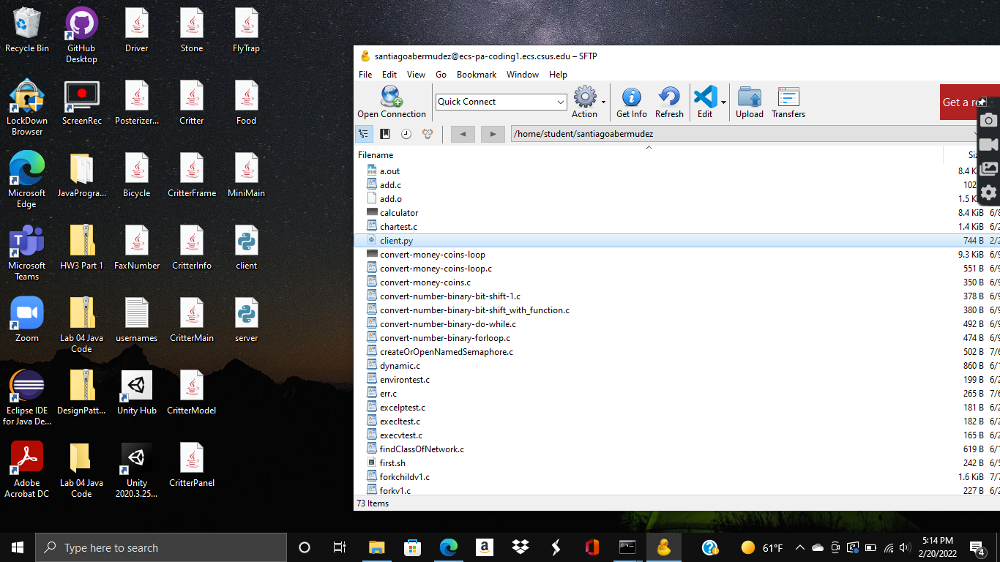 Recycle Bin
GitHub
Desktop
Driver
Stone
FlyTrap
LockDown
Browser
ScreenRec
Posterizer...
Critter
Food
Microsoft
Edge
JavaProgra...
Bicycle
CritterFrame
MiniMain
Microsoft
Teams
HW3 Part 1
FaxNumber
CritterInfo
client
Zoom
Lab 04 Java
Code
usernames
CritterMain
server
Eclipse IDE
for Java De...
DesignPatt...
Unity Hub
CritterModel
Adobe
Acrobat DC
Lab 04 Java
Code
Unity
2020.3.25...
CritterPanel
santiagoabermudez@ecs-pa-coding1.ecs.csus.edu – SFTP
File Edit View Go Bookmark Window Help
Open Connection
Quick Connect
Action
Get Info
Refresh
Edit
Upload
Transfers
Get a re
/home/student/santiagoabermudez
Filename Siz
a.out 8.4 K
add.c 102
add.o 1.5 K
calculator 8.4 KiB 6/8
chartest.c 1.4 KiB 6/2
client.py 744 B 2/2
convert-money-coins-loop 9.3 KiB 6/9
convert-money-coins-loop.c 551 B 6/9
convert-money-coins.c 350 B 6/9
convert-number-binary-bit-shift-1.c 378 B 6/9
convert-number-binary-bit-shift_with_function.c 380 B 6/9
convert-number-binary-do-while.c 492 B 6/9
convert-number-binary-forloop.c 474 B 6/9
createOrOpenNamedSemaphore.c 502 B 7/6
dynamic.c 860 B 6/1
environtest.c 199 B 6/2
err.c 265 B 7/6
excelptest.c 181 B 6/2
execltest.c 182 B 6/2
execvtest.c 165 B 6/2
findClassOfNetwork.c 619 B 6/1
first.sh 242 B 6/5
forkchildv1.c 1.6 KiB 7/7
forkv1.c 227 B 6/2
73 Items
Type here to search
61°F
5:14 PM
2/20/2022
4